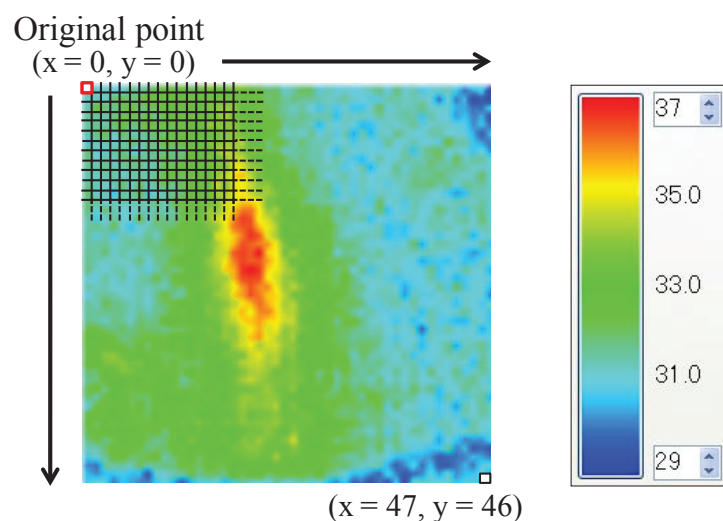 Original point
(x = 0, y = 0)
37
35.0
33.0
31.0
29
(x = 47, y = 46)